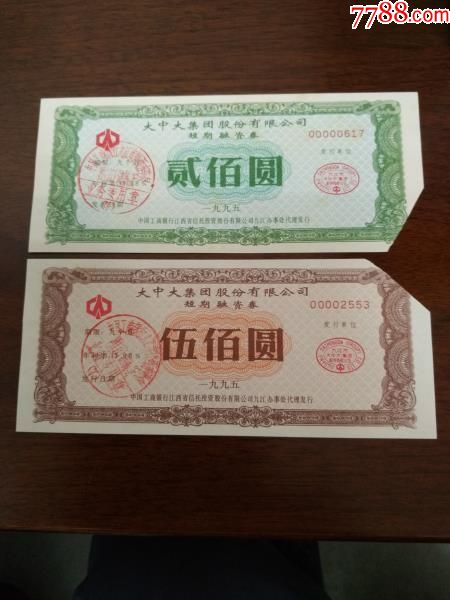 7788.com
大中大集团股份有限公司
短期融资券
00000617
发行单位
贰佰圆
一九九五
中国工商银行江西省信托投资股份有限公司九江办事处代理发行
大中大集团股份有限公司
短期融资券
00002553
发行单位
伍佰圆
发行日期
一九九五
中国工商银行江西省信托投资股份有限公司九江办事处代理发行